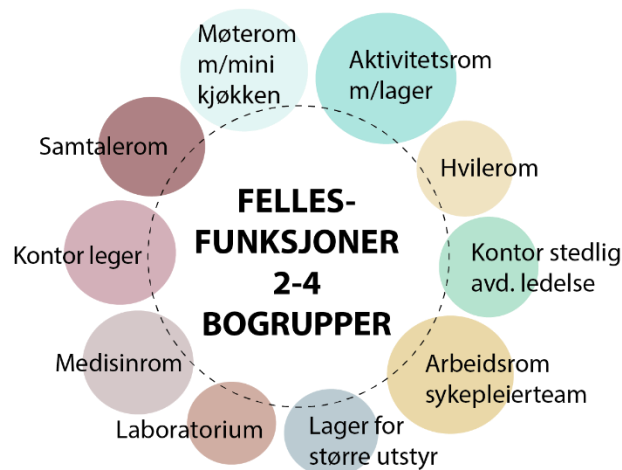 Møterom
m/mini
kjøkken
Aktivitetsrom
m/lager
Samtalerom
Hvilerom
FELLES-
FUNKSJONER
2-4
BOGRUPPER
Kontor leger
Kontor stedlig
avd. ledelse
Medisinrom
Arbeidsrom
sykepleierteam
Laboratorium
Lager for
større utstyr